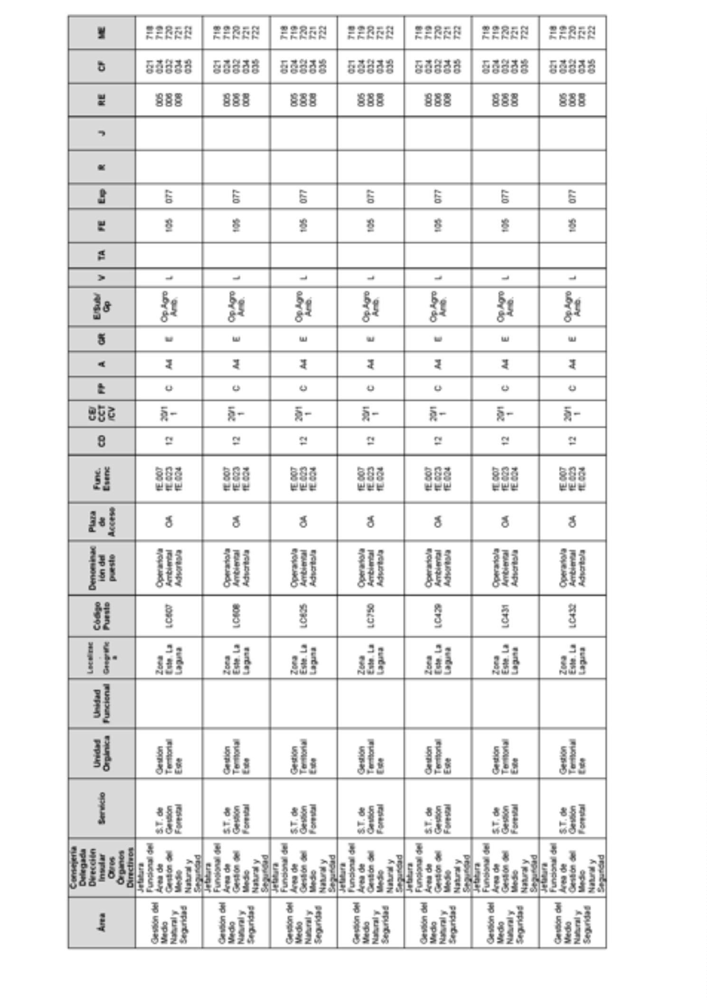 Área
Consejería
Delegada
Dirección
Insular
Otros
Órganos
Directivos
Servicio
Unidad
Orgánica
Unidad
Funcional
Localizac
.
Geográfic
a
Código
Puesto
Denominac
ión del
puesto
Plaza
de
Acceso
Func.
Esenc
CD
CE/
CCT
/CV
FP
A
GR
E/Sub/
Gp
V
TA
FE
Exp
R
J
RE
CF
ME
Gestión del
Medio
Natural y
Seguridad
Jefatura
Funcional del
Área de
Gestión del
Medio
Natural y
Seguridad
S.T. de
Gestión
Forestal
Gestión
Territorial
Este
Zona
Este. La
Laguna
LC607
Operario/a
Ambiental
Adscrito/a
OA
fE.007
fE.023
fE.024
12
20/1
1
C
A4
E
Op.Agro
Amb.
L
105
077
005
006
008
021
024
032
034
035
718
719
720
721
722
Gestión del
Medio
Natural y
Seguridad
Jefatura
Funcional del
Área de
Gestión del
Medio
Natural y
Seguridad
S.T. de
Gestión
Forestal
Gestión
Territorial
Este
Zona
Este. La
Laguna
LC608
Operario/a
Ambiental
Adscrito/a
OA
fE.007
fE.023
fE.024
12
20/1
1
C
A4
E
Op.Agro
Amb.
L
105
077
005
006
008
021
024
032
034
035
718
719
720
721
722
Gestión del
Medio
Natural y
Seguridad
Jefatura
Funcional del
Área de
Gestión del
Medio
Natural y
Seguridad
S.T. de
Gestión
Forestal
Gestión
Territorial
Este
Zona
Este. La
Laguna
LC625
Operario/a
Ambiental
Adscrito/a
OA
fE.007
fE.023
fE.024
12
20/1
1
C
A4
E
Op.Agro
Amb.
L
105
077
005
006
008
021
024
032
034
035
718
719
720
721
722
Gestión del
Medio
Natural y
Seguridad
Jefatura
Funcional del
Área de
Gestión del
Medio
Natural y
Seguridad
S.T. de
Gestión
Forestal
Gestión
Territorial
Este
Zona
Este. La
Laguna
LC750
Operario/a
Ambiental
Adscrito/a
OA
fE.007
fE.023
fE.024
12
20/1
1
C
A4
E
Op.Agro
Amb.
L
105
077
005
006
008
021
024
032
034
035
718
719
720
721
722
Gestión del
Medio
Natural y
Seguridad
Jefatura
Funcional del
Área de
Gestión del
Medio
Natural y
Seguridad
S.T. de
Gestión
Forestal
Gestión
Territorial
Este
Zona
Este. La
Laguna
LC429
Operario/a
Ambiental
Adscrito/a
OA
fE.007
fE.023
fE.024
12
20/1
1
C
A4
E
Op.Agro
Amb.
L
105
077
005
006
008
021
024
032
034
035
718
719
720
721
722
Gestión del
Medio
Natural y
Seguridad
Jefatura
Funcional del
Área de
Gestión del
Medio
Natural y
Seguridad
S.T. de
Gestión
Forestal
Gestión
Territorial
Este
Zona
Este. La
Laguna
LC431
Operario/a
Ambiental
Adscrito/a
OA
fE.007
fE.023
fE.024
12
20/1
1
C
A4
E
Op.Agro
Amb.
L
105
077
005
006
008
021
024
032
034
035
718
719
720
721
722
Gestión del
Medio
Natural y
Seguridad
Jefatura
Funcional del
Área de
Gestión del
Medio
Natural y
Seguridad
S.T. de
Gestión
Forestal
Gestión
Territorial
Este
Zona
Este. La
Laguna
LC432
Operario/a
Ambiental
Adscrito/a
OA
fE.007
fE.023
fE.024
12
20/1
1
C
A4
E
Op.Agro
Amb.
L
105
077
005
006
008
021
024
032
034
035
718
719
720
721
722